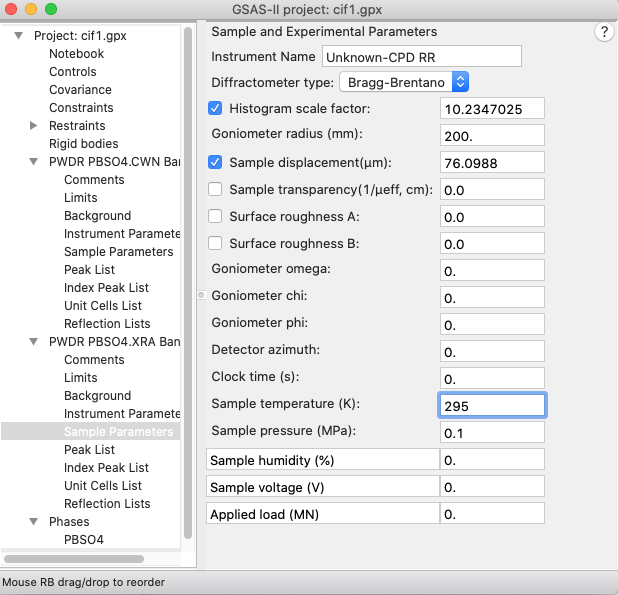 GSAS-II project: cif1.gpx
Project: cif1.gpx
Notebook
Controls
Covariance
Constraints
Restraints
Rigid bodies
PWDR PBSO4.CWN Ban
Comments
Limits
Background
Instrument Paramete
Sample Parameters
Peak List
Index Peak List
Unit Cells List
Reflection Lists
PWDR PBSO4.XRA Ban
Comments
Limits
Background
Instrument Paramete
Sample Parameters
Peak List
Index Peak List
Unit Cells List
Reflection Lists
Phases
PBSO4
Sample and Experimental Parameters ?
Instrument Name Unknown-CPD RR
Diffractometer type: Bragg-Brentano
Histogram scale factor: 10.2347025
Goniometer radius (mm): 200.
Sample displacement(μm): 76.0988
Sample transparency(1/μeff, cm): 0.0
Surface roughness A: 0.0
Surface roughness B: 0.0
Goniometer omega: 0.
Goniometer chi: 0.
Goniometer phi: 0.
Detector azimuth: 0.
Clock time (s): 0.
Sample temperature (K): 295
Sample pressure (MPa): 0.1
Sample humidity (%) 0.
Sample voltage (V) 0.
Applied load (MN) 0.
Mouse RB drag/drop to reorder